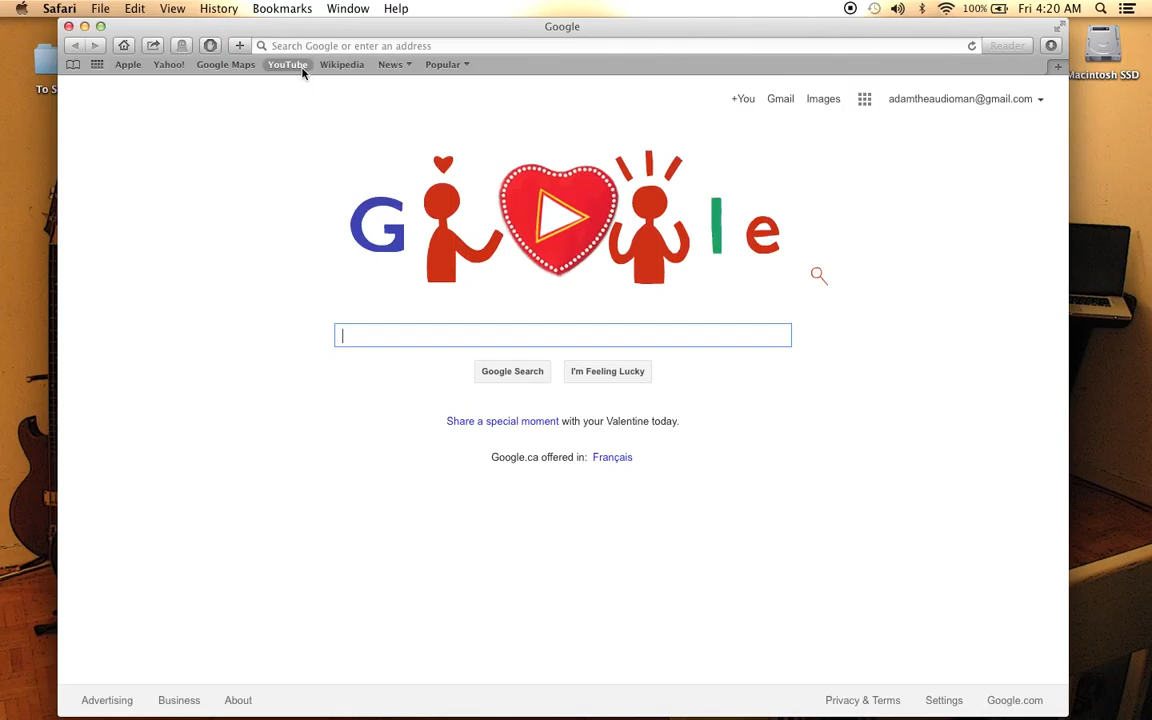 Safari File Edit View History Bookmarks Window Help 100% Fri 4:20 AM
Google
Search Google or enter an address Reader
Apple Yahoo! Google Maps YouTube Wikipedia News Popular
Macintosh SSD
To S
+You Gmail Images adamtheaudioman@gmail.com
G le
Google Search I'm Feeling Lucky
Share a special moment with your Valentine today.
Google.ca offered in: Français
Advertising Business About Privacy & Terms Settings Google.com